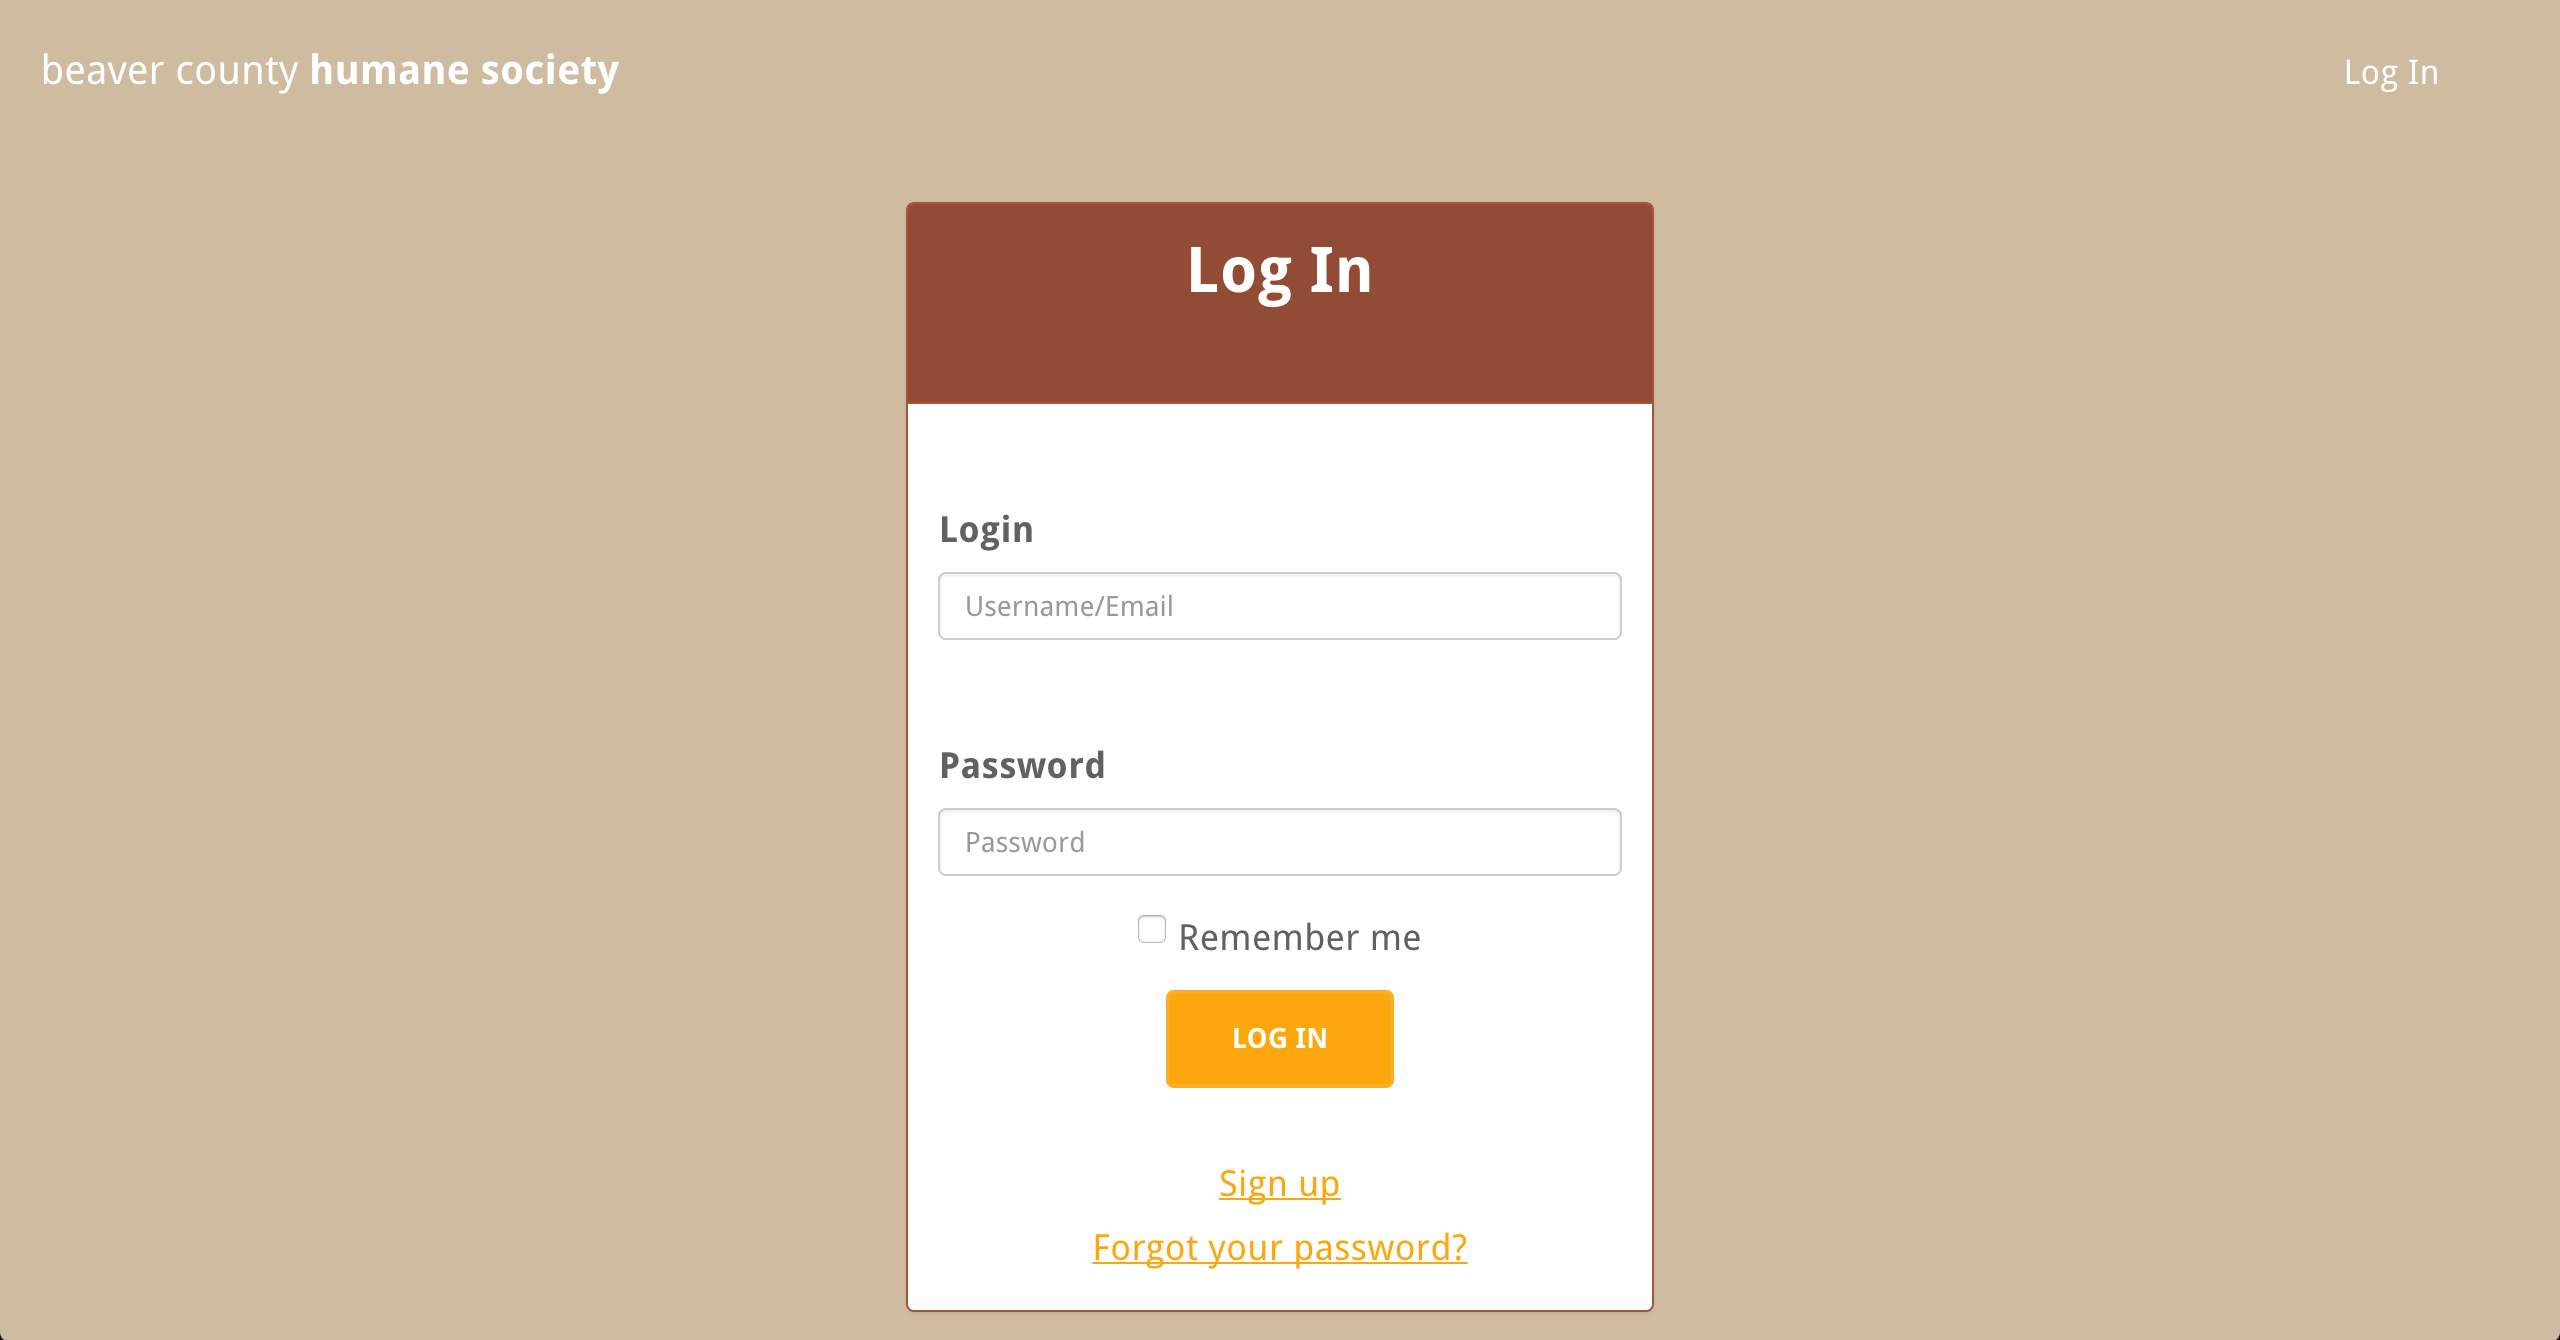 beaver county humane society
Log In
Log In
Login
Username/Email
Password
Password
Remember me
LOG IN
Sign up
Forgot your password?